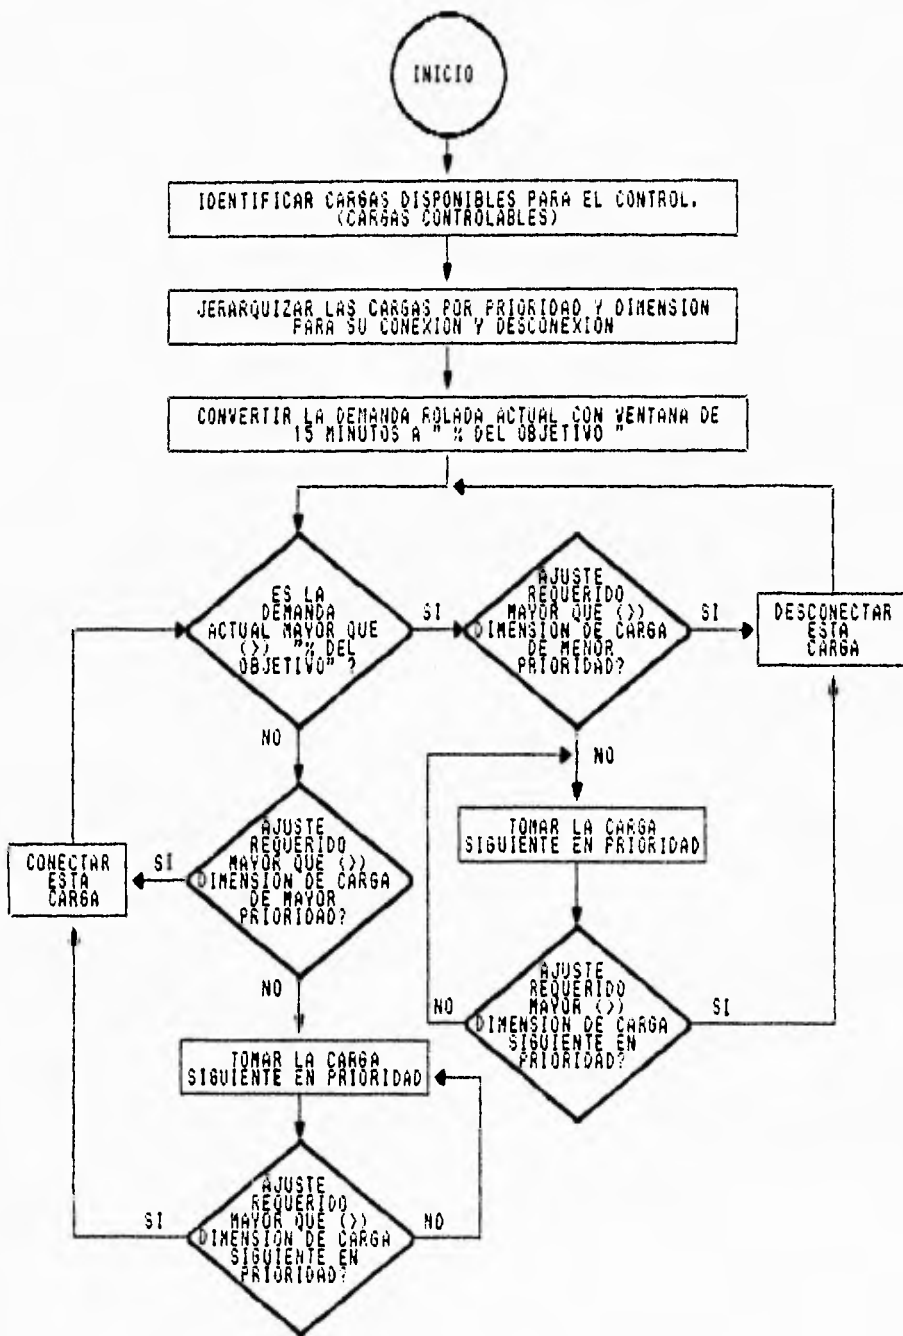 INICIO
IDENTIFICAR CARGAS DISPONIBLES PARA EL CONTROL.
(CARGAS CONTROLABLES)
JERARQUIZAR LAS CARGAS POR PRIORIDAD Y DIMENSION
PARA SU CONEXION Y DESCONEXION
CONVERTIR LA DEMANDA ROLADA ACTUAL CON VENTANA DE
15 MINUTOS A " % DEL OBJETIVO "
ES LA
DEMANDA
ACTUAL MAYOR QUE
(>) "% DEL
OBJETIVO" ?
SI
AJUSTE
REQUERIDO
MAYOR QUE (>)
DIMENSION DE CARGA
DE MENOR
PRIORIDAD?
SI
DESCONECTAR
ESTA
CARGA
NO
NO
TOMAR LA CARGA
SIGUIENTE EN PRIORIDAD
AJUSTE
REQUERIDO
MAYOR QUE (>)
DIMENSION DE CARGA
DE MAYOR
PRIORIDAD?
SI
CONECTAR
ESTA
CARGA
NO
AJUSTE
REQUERIDO
MAYOR (>)
DIMENSION DE CARGA
SIGUIENTE EN
PRIORIDAD?
NO
SI
TOMAR LA CARGA
SIGUIENTE EN PRIORIDAD
AJUSTE
REQUERIDO
MAYOR QUE (>)
DIMENSION DE CARGA
SIGUIENTE EN
PRIORIDAD?
SI
NO